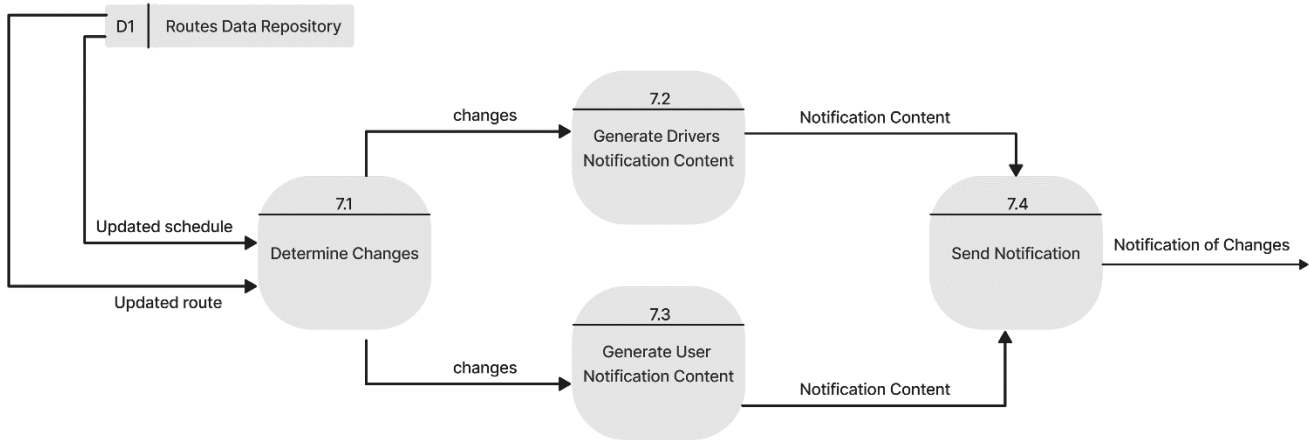 D1
Routes Data Repository
7.2
Generate Drivers
Notification Content
changes
Notification Content
7.1
Determine Changes
Updated schedule
Updated route
7.4
Send Notification
Notification of Changes
7.3
Generate User
Notification Content
changes
Notification Content